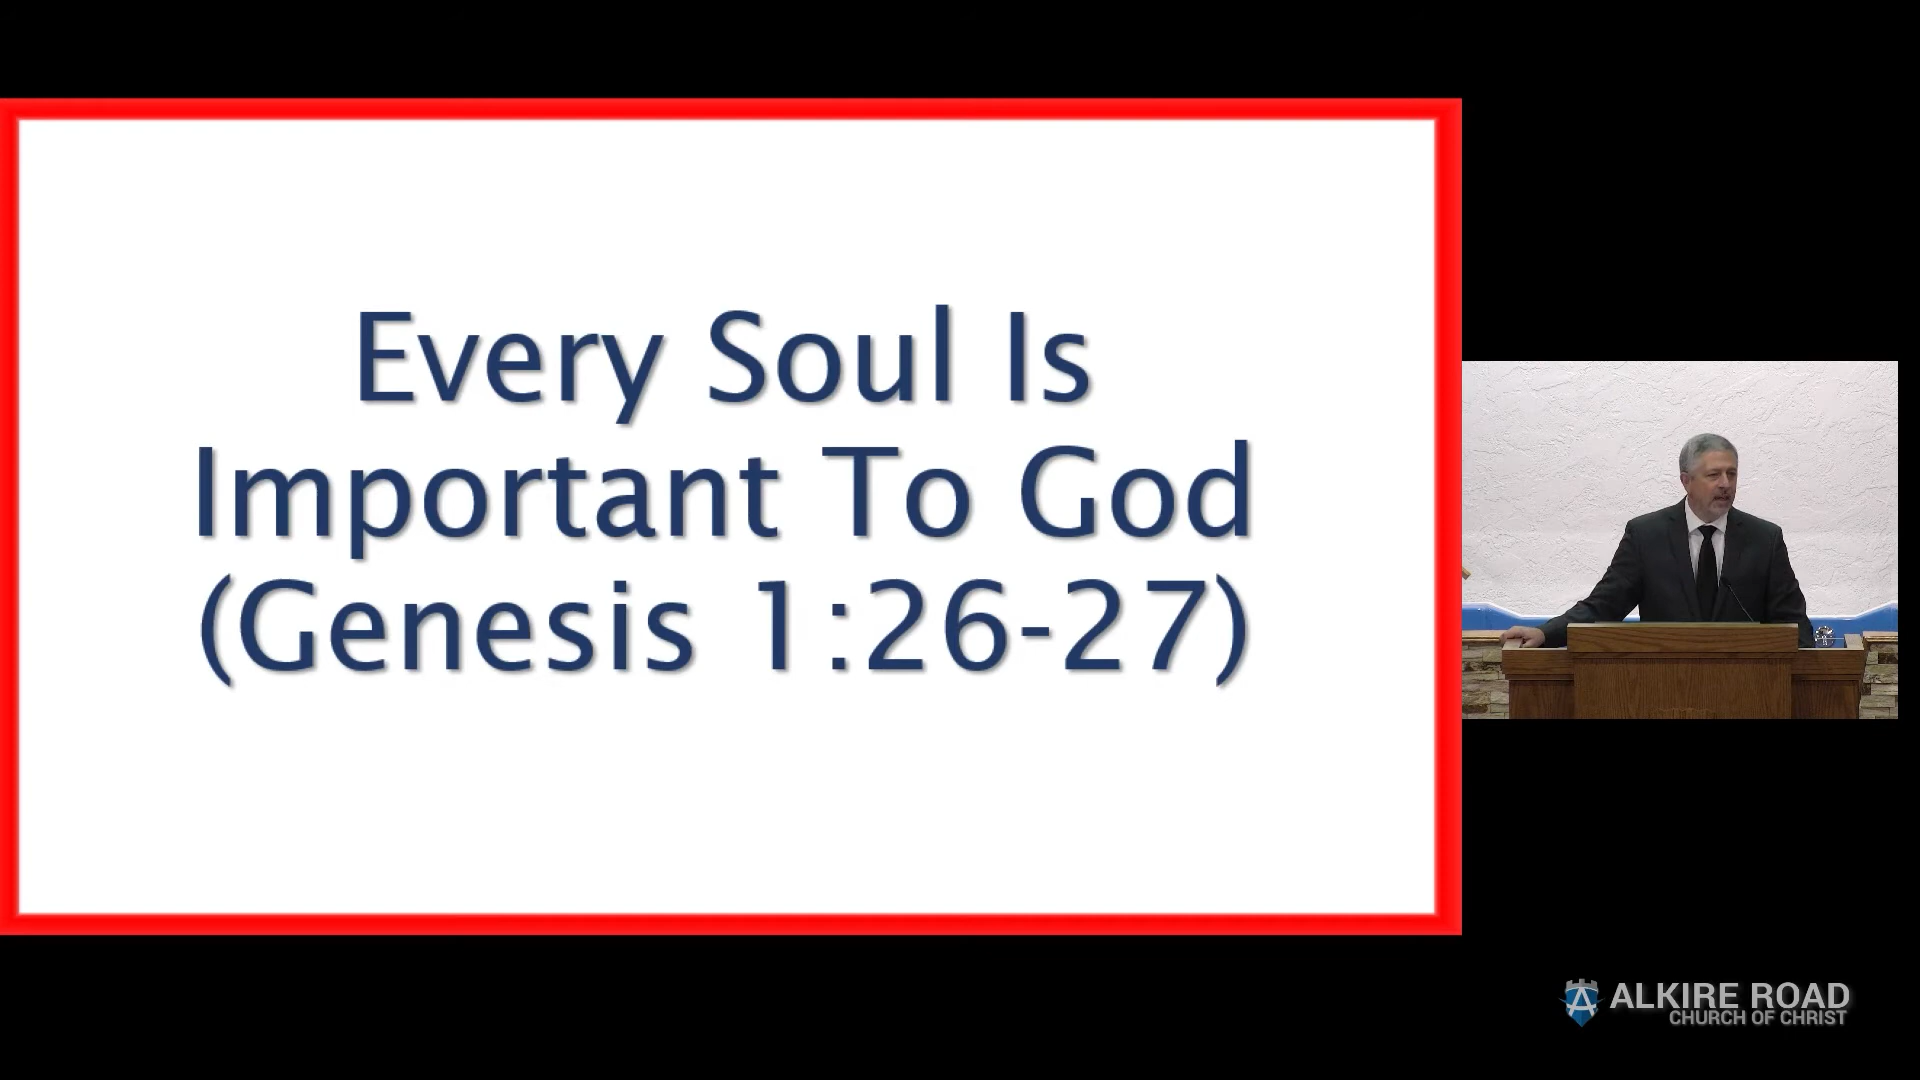 Every Soul Is
Important To God
(Genesis 1:26-27)
ALKIRE ROAD
CHURCH OF CHRIST